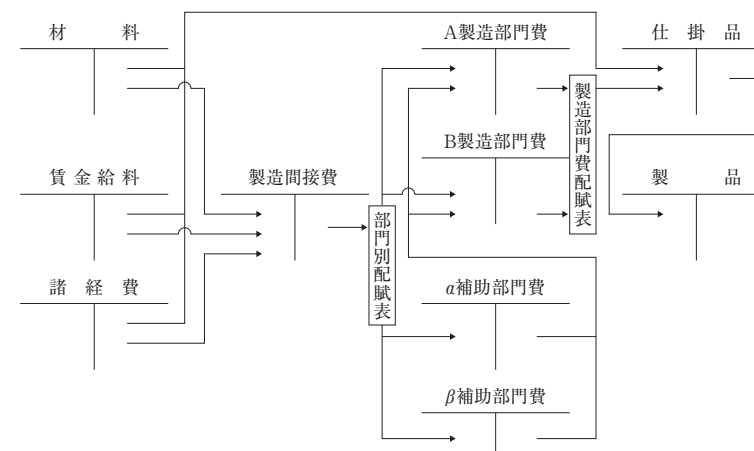 材料
A製造部門費
仕掛品
製造部門費配賦表
B製造部門費
賃金給料
製造間接費
製品
部門別配賦表
諸経費
α補助部門費
β補助部門費